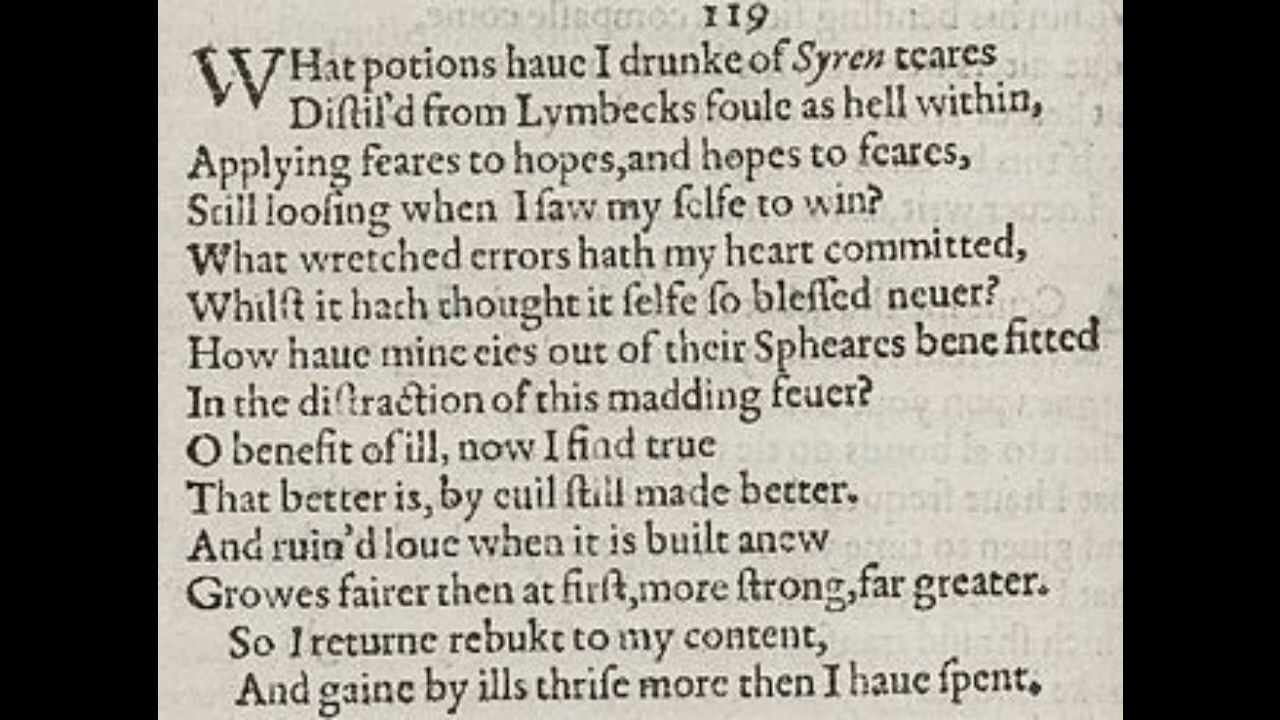 119
WHat potions haue I drunke of Syren teares
Diſtil'd from Lymbecks foule as hell within,
Applying feares to hopes,and hopes to feares,
Still looſing when I ſaw my ſelfe to win?
What wretched errors hath my heart committed,
Whilſt it hath thought it ſelfe ſo bleſſed neuer?
How haue mine eies out of their Spheares bene fitted
In the diſtraction of this madding feuer?
O benefit of ill, now I find true
That better is, by euil ſtill made better.
And ruin'd loue when it is built anew
Growes fairer then at firſt,more ſtrong,far greater.
So I returne rebukt to my content,
And gaine by ills thriſe more then I haue ſpent.